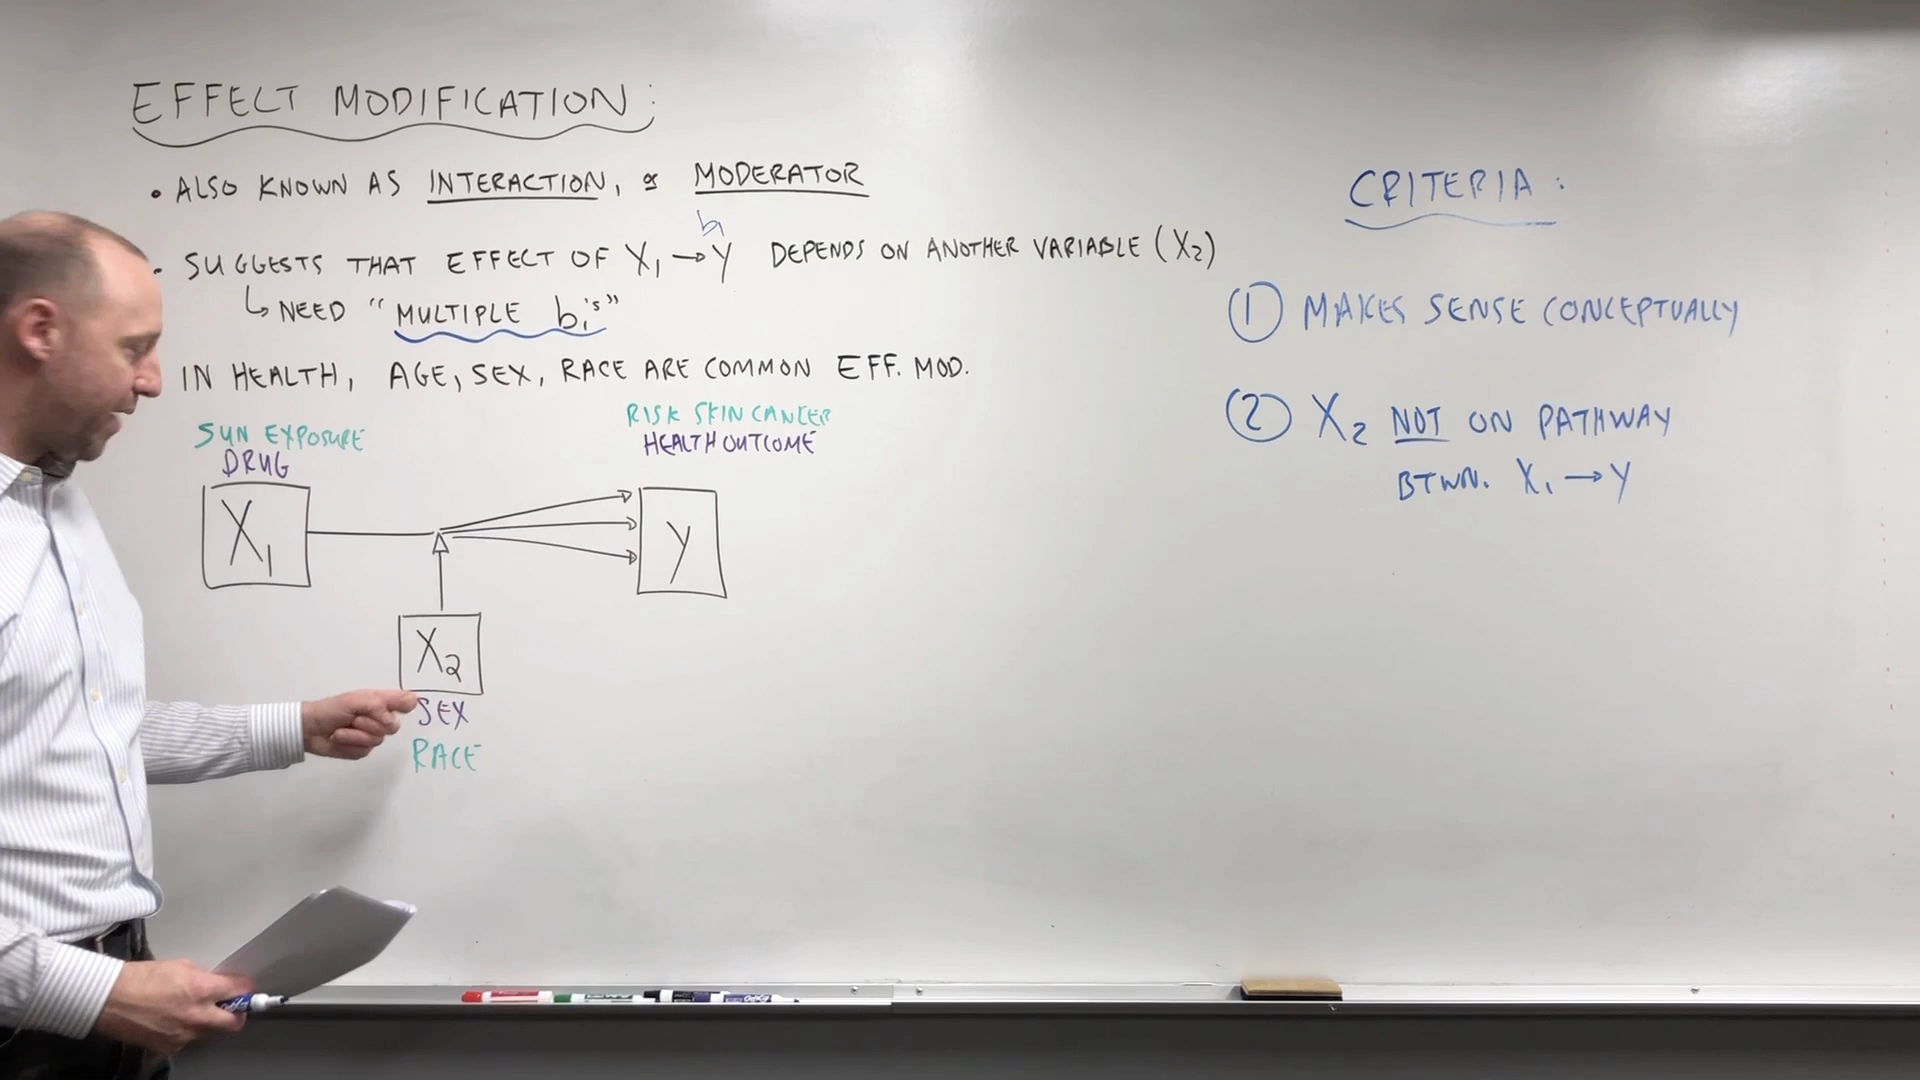 EFFECT MODIFICATION:
• ALSO KNOWN AS INTERACTION, or MODERATOR
b₁
• SUGGESTS THAT EFFECT OF X₁ → Y DEPENDS ON ANOTHER VARIABLE (X₂)
↳ NEED "MULTIPLE b₁'s"
IN HEALTH, AGE, SEX, RACE ARE COMMON EFF. MOD.
SUN EXPOSURE
DRUG
X₁
RISK SKIN CANCER
HEALTH OUTCOME
Y
X₂
SEX
RACE
CRITERIA:
① MAKES SENSE CONCEPTUALLY
② X₂ NOT ON PATHWAY
BTWN. X₁ → Y